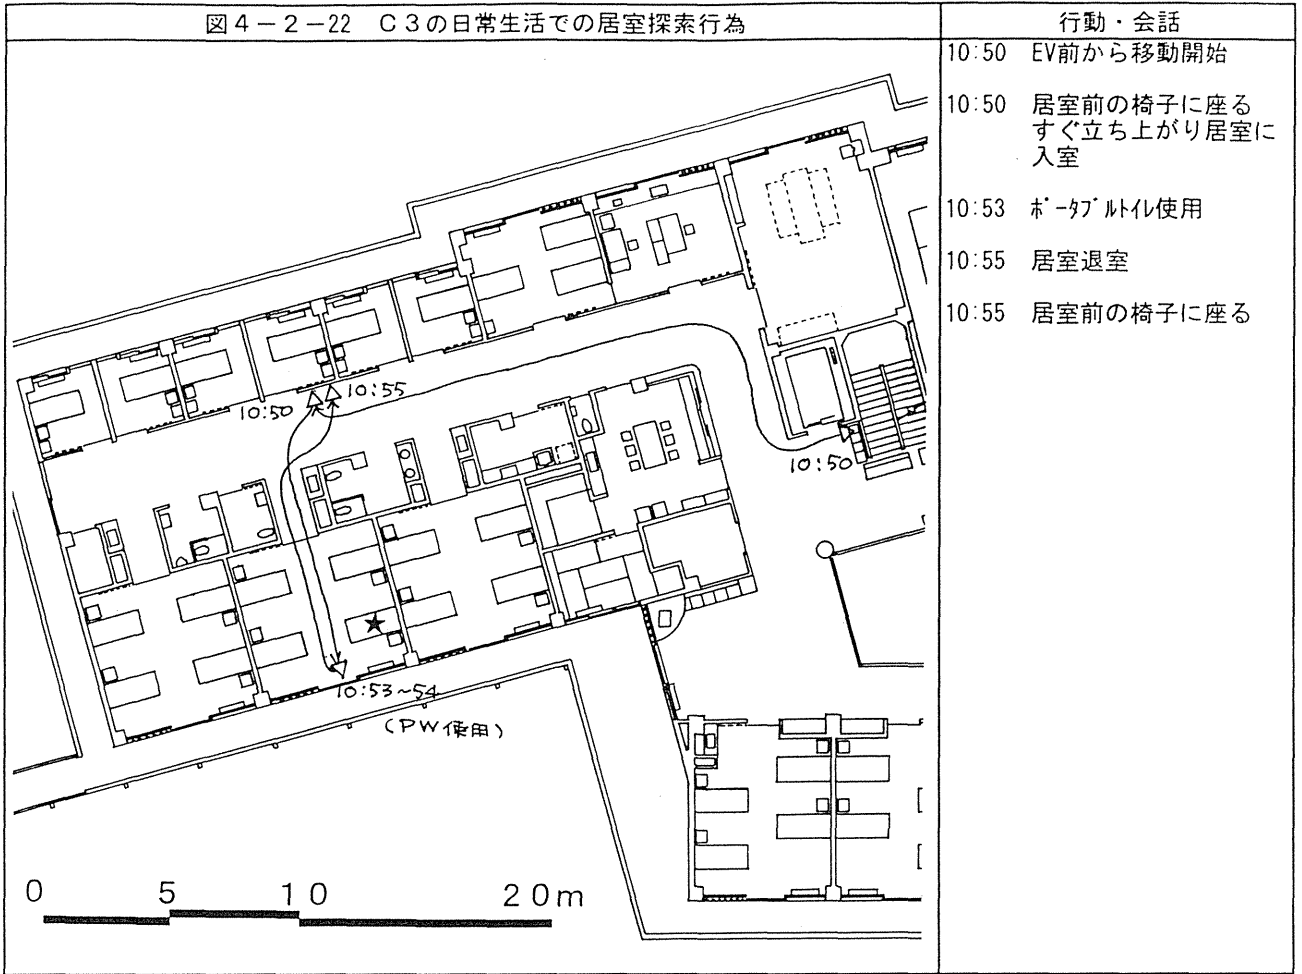 図4-2-22 C3の日常生活での居室探索行為
行動・会話
10:50 EV前から移動開始
10:50 居室前の椅子に座る
すぐ立ち上がり居室に
入室
10:53 ﾎﾟｰﾀﾌﾞﾙﾄｲﾚ使用
10:55 居室退室
10:55 居室前の椅子に座る
10:50
10:55
10:50
10:53~54
(PW使用)
0 5 10 20m